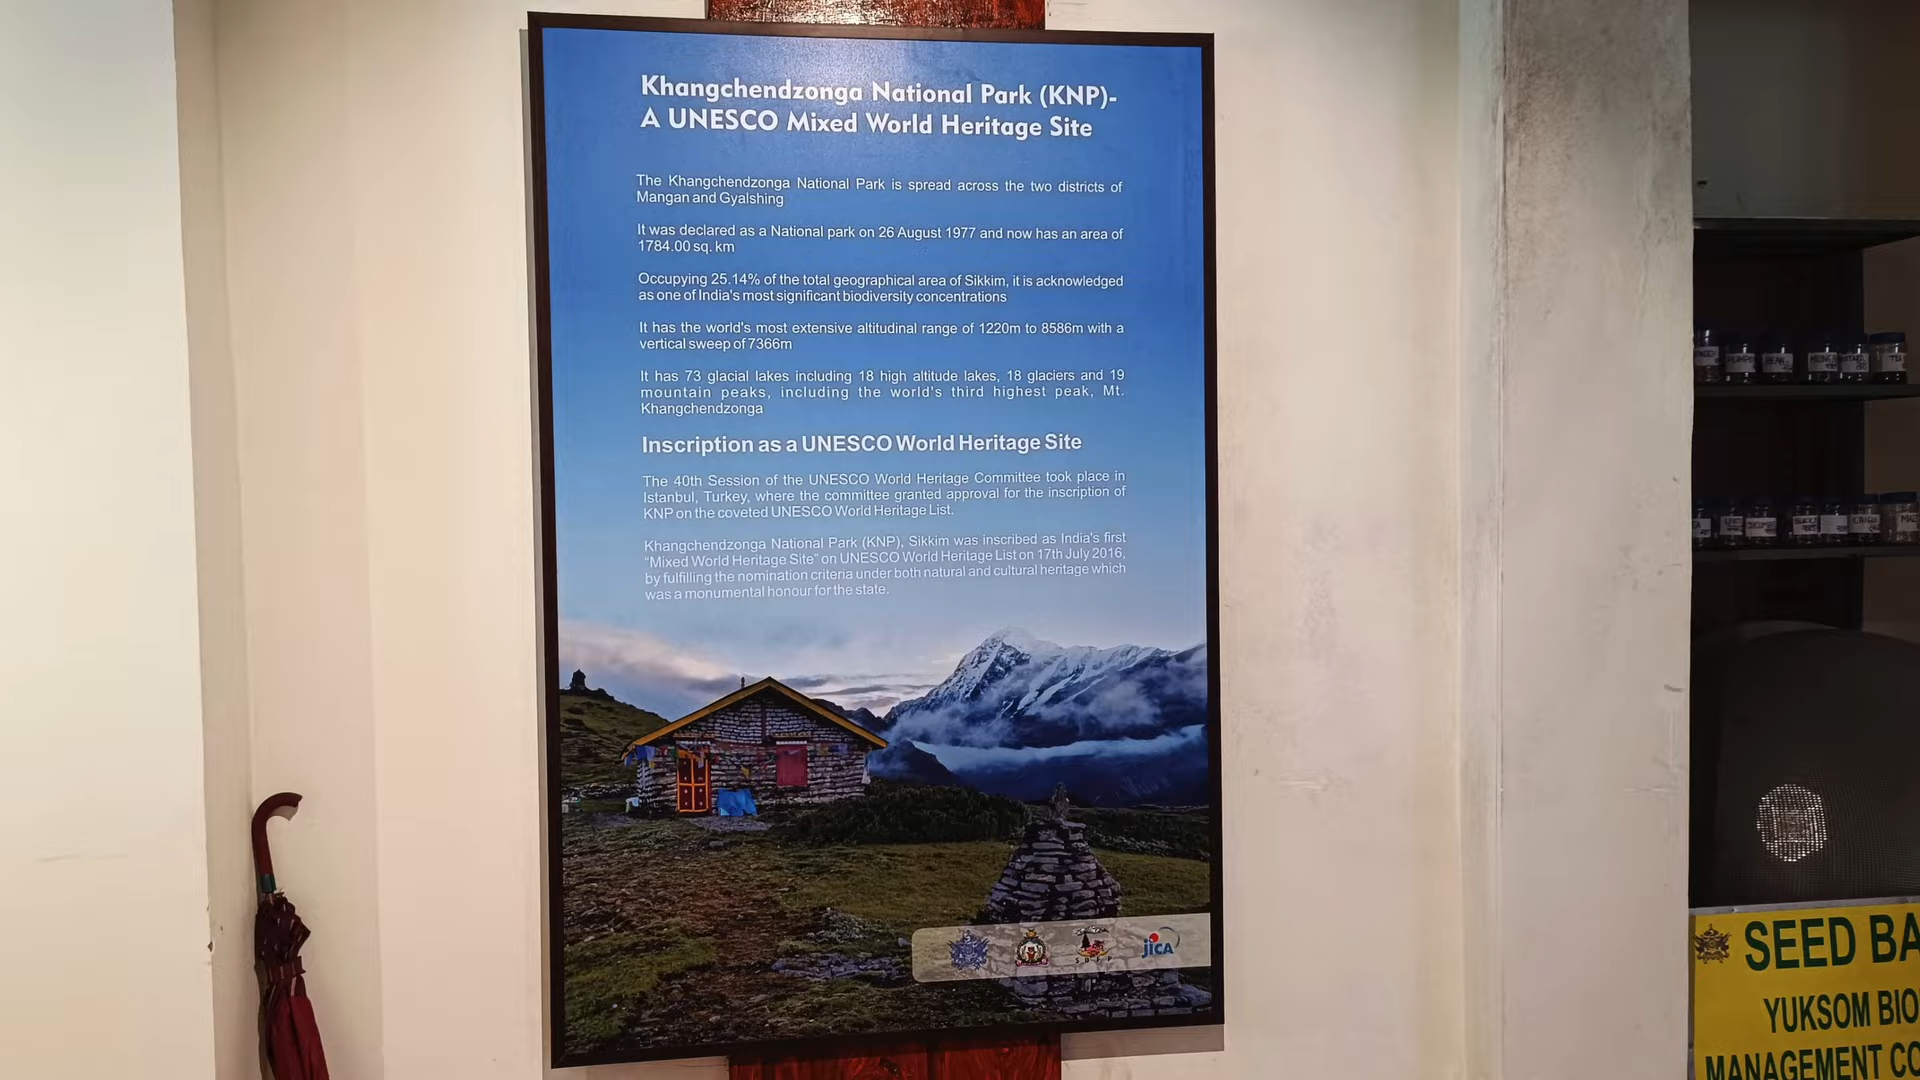 Khangchendzonga National Park (KNP)-
A UNESCO Mixed World Heritage Site
The Khangchendzonga National Park is spread across the two districts of
Mangan and Gyalshing
It was declared as a National park on 26 August 1977 and now has an area of
1784.00 sq. km
Occupying 25.14% of the total geographical area of Sikkim, it is acknowledged
as one of India's most significant biodiversity concentrations
It has the world's most extensive altitudinal range of 1220m to 8586m with a
vertical sweep of 7366m
It has 73 glacial lakes including 18 high altitude lakes, 18 glaciers and 19
mountain peaks, including the world's third highest peak, Mt.
Khangchendzonga
Inscription as a UNESCO World Heritage Site
The 40th Session of the UNESCO World Heritage Committee took place in
Istanbul, Turkey, where the committee granted approval for the inscription of
KNP on the coveted UNESCO World Heritage List.
Khangchendzonga National Park (KNP), Sikkim was inscribed as India's first
"Mixed World Heritage Site" on UNESCO World Heritage List on 17th July 2016,
by fulfilling the nomination criteria under both natural and cultural heritage which
was a monumental honour for the state.
JICA
SEED BA
YUKSOM BIO
MANAGEMENT CO